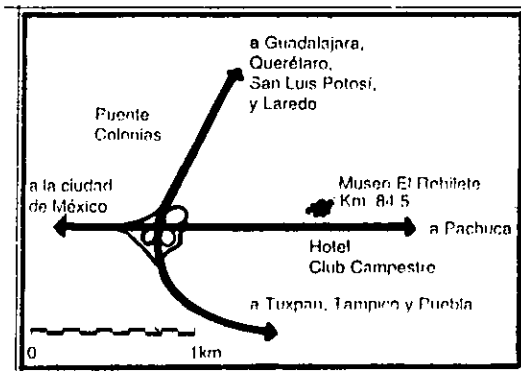 a Guadalajara,
Querétaro,
San Luis Potosí,
y Laredo
Puente
Colonias
a la ciudad
de México
Museo El Rehilete
Km. 84.5
a Pachuca
Hotel
Club Campestre
a Tuxpan, Tampico y Puebla
0 1km